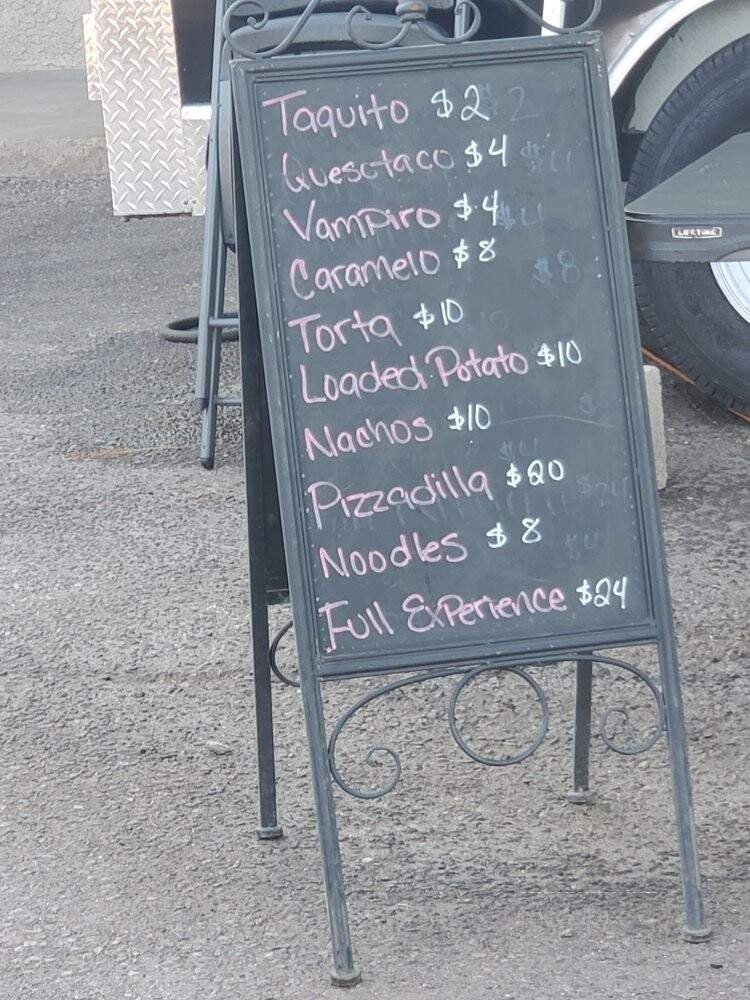 Taquito $2
Quesotaco $4
Vampiro $4
Caramelo $8
Torta $10
Loaded Potato $10
Nachos $10
Pizzadilla $20
Noodles $8
Full Experience $24
LIFETIME